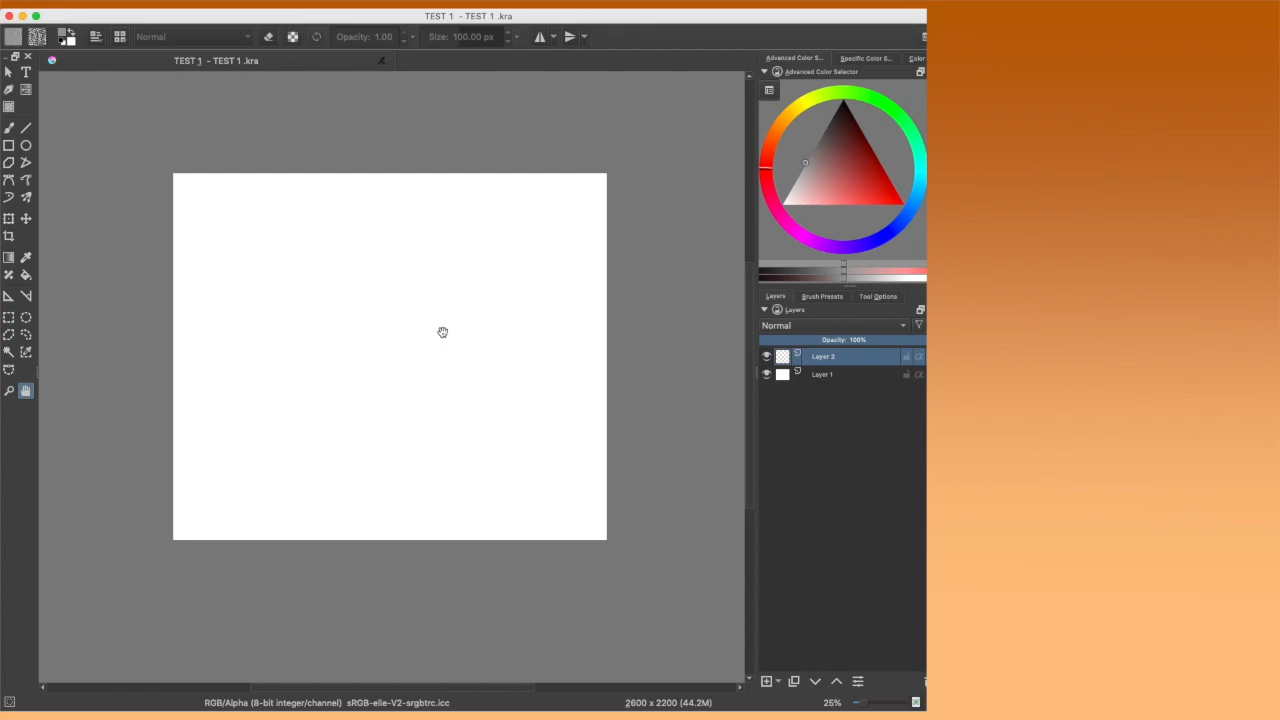 TEST 1 - TEST 1 .kra
Normal
Opacity: 1.00
Size: 100.00 px
TEST 1 - TEST 1 .kra
Advanced Color S...
Specific Color S...
Color
Advanced Color Selector
Layers
Brush Presets
Tool Options
Layers
Normal
Opacity: 100%
Layer 2
Layer 1
RGB/Alpha (8-bit integer/channel) sRGB-elle-V2-srgbtrc.icc
2600 x 2200 (44.2M)
25%